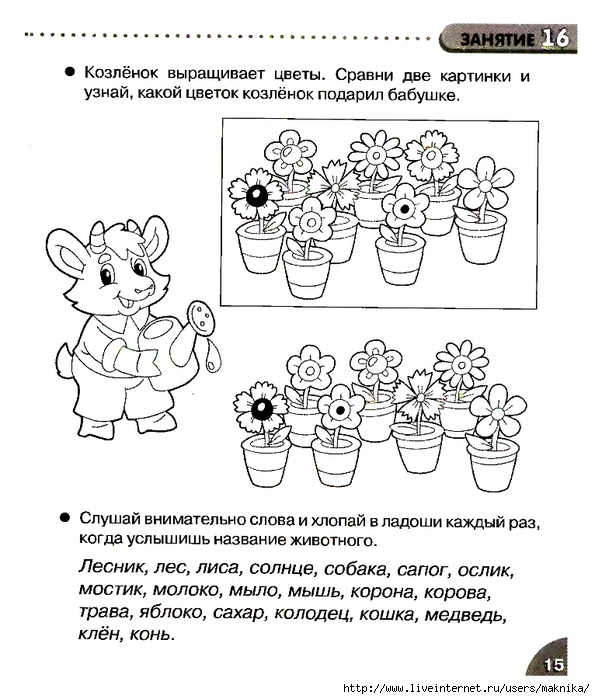 ЗАНЯТИЕ 16
● Козлёнок выращивает цветы. Сравни две картинки и
узнай, какой цветок козлёнок подарил бабушке.
● Слушай внимательно слова и хлопай в ладоши каждый раз,
когда услышишь название животного.
Лесник, лес, лиса, солнце, собака, сапог, ослик,
мостик, молоко, мыло, мышь, корона, корова,
трава, яблоко, сахар, колодец, кошка, медведь,
клён, конь.
15
http://www.liveinternet.ru/users/maknika/